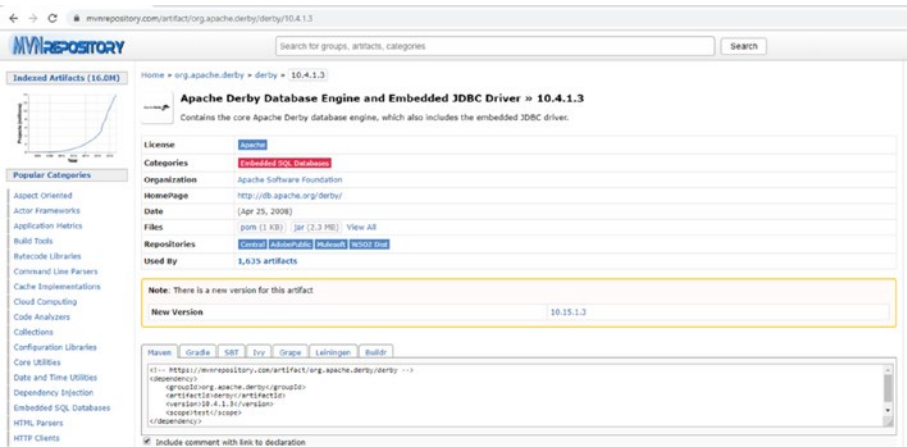 mvnrepository.com/artifact/org.apache.derby/derby/10.4.1.3
MVNREPOSITORY
Search for groups, artifacts, categories
Search
Indexed Artifacts (16.0M)
Projects (millions)
Year
Popular Categories
Aspect Oriented
Actor Frameworks
Application Metrics
Build Tools
Bytecode Libraries
Command Line Parsers
Cache Implementations
Cloud Computing
Code Analyzers
Collections
Configuration Libraries
Core Utilities
Date and Time Utilities
Dependency Injection
Embedded SQL Databases
HTML Parsers
HTTP Clients
Home » org.apache.derby » derby » 10.4.1.3
Apache Derby Database Engine and Embedded JDBC Driver » 10.4.1.3
Contains the core Apache Derby database engine, which also includes the embedded JDBC driver.
License Apache
Categories Embedded SQL Databases
Organization Apache Software Foundation
HomePage http://db.apache.org/derby/
Date (Apr 25, 2008)
Files pom (1 KB) jar (2.3 MB) View All
Repositories Central AdobePublic Mulesoft WSO2 Dist
Used By 1,635 artifacts
Note: There is a new version for this artifact
New Version 10.15.1.3
Maven Gradle SBT Ivy Grape Leiningen Buildr
<!-- https://mvnrepository.com/artifact/org.apache.derby/derby -->
<dependency>
<groupId>org.apache.derby</groupId>
<artifactId>derby</artifactId>
<version>10.4.1.3</version>
<scope>test</scope>
</dependency>
Include comment with link to declaration